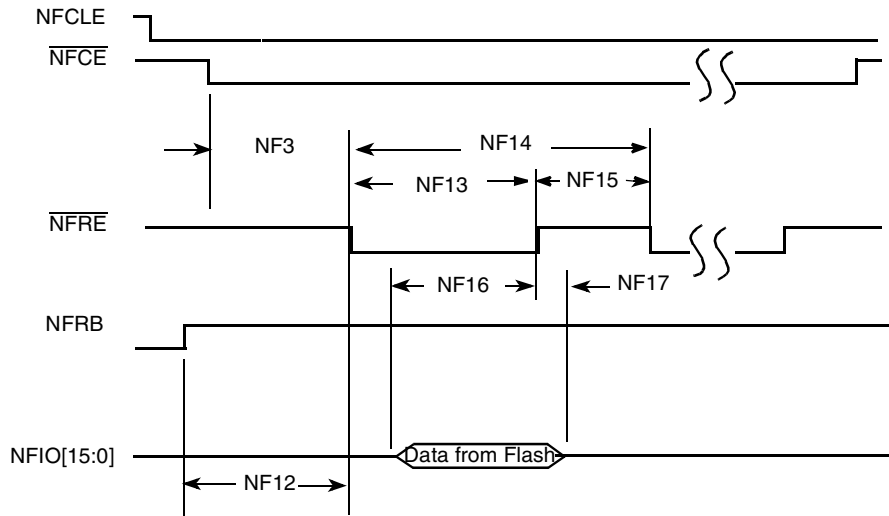 NFCLE
NFCE
NF3
NF14
NF13
NF15
NFRE
NF16
NF17
NFRB
NFIO[15:0]
Data from Flash
NF12